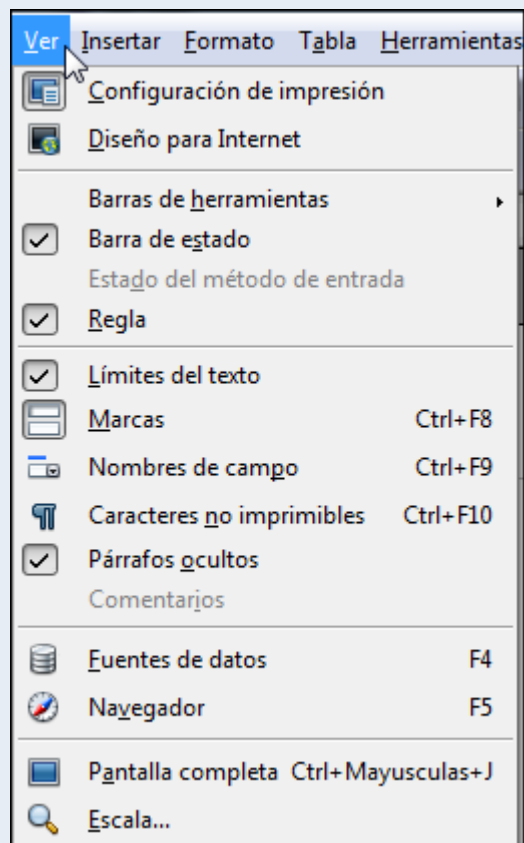 Ver Insertar Formato Tabla Herramientas
Configuración de impresión
Diseño para Internet
Barras de herramientas
Barra de estado
Estado del método de entrada
Regla
Límites del texto
Marcas Ctrl+F8
Nombres de campo Ctrl+F9
Caracteres no imprimibles Ctrl+F10
Párrafos ocultos
Comentarios
Fuentes de datos F4
Navegador F5
Pantalla completa Ctrl+Mayusculas+J
Escala...